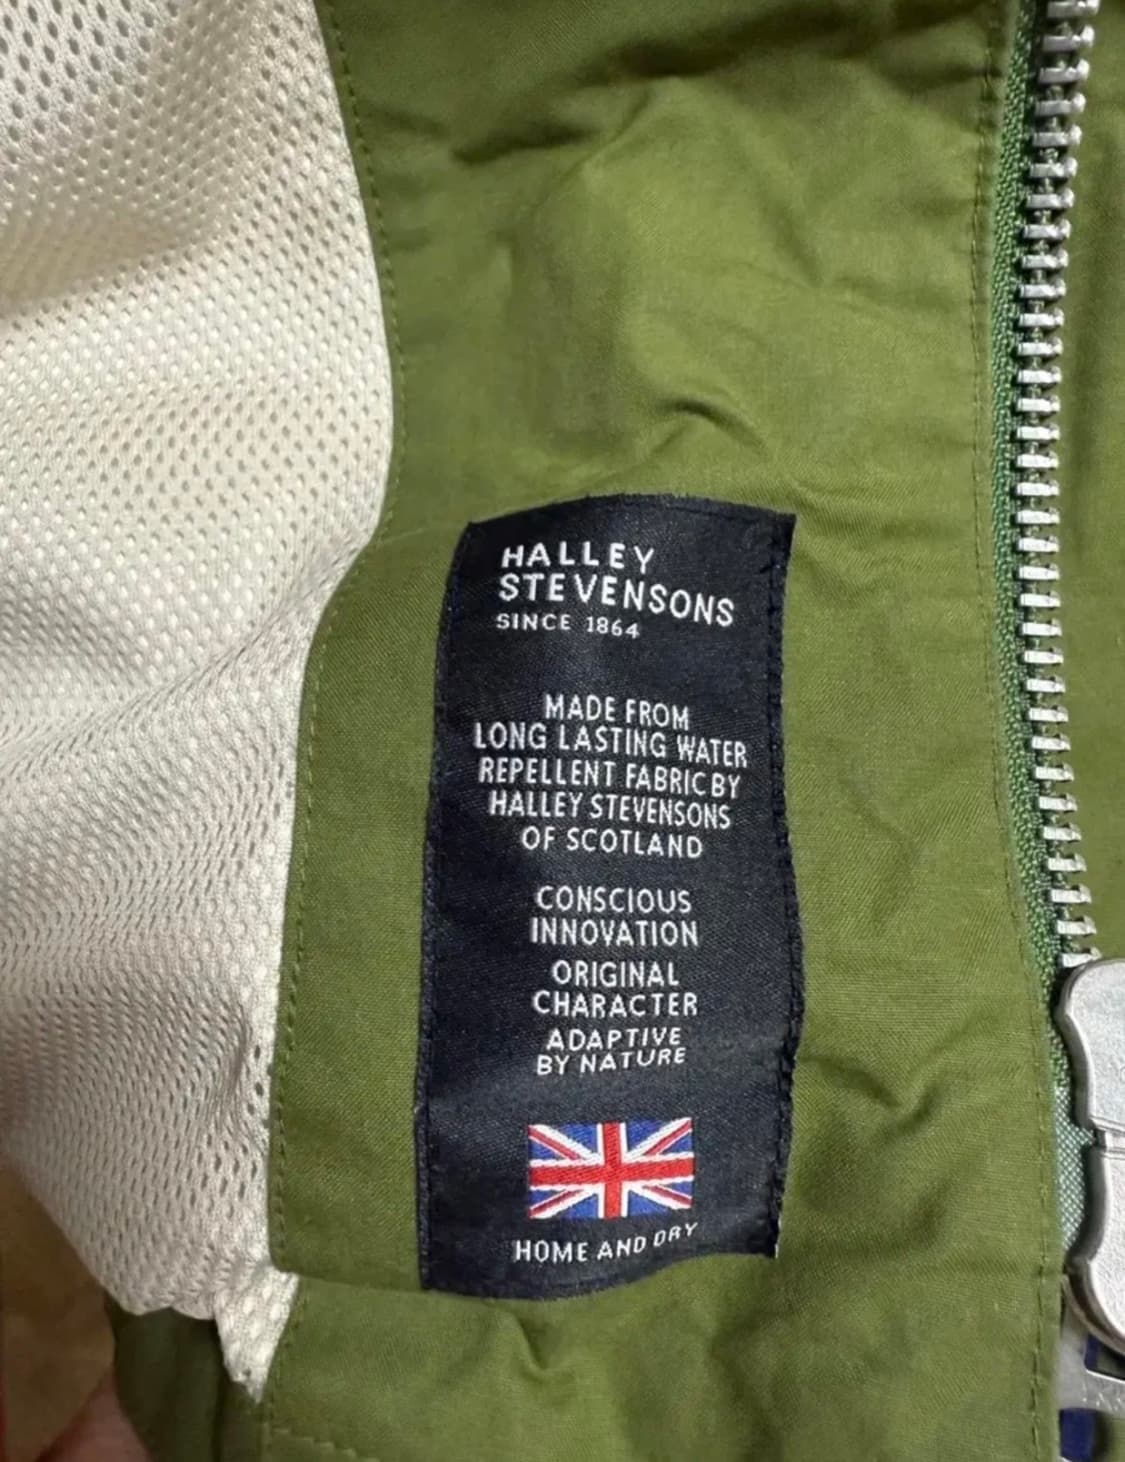 HALLEY
STEVENSONS
SINCE 1864
MADE FROM
LONG LASTING WATER
REPELLENT FABRIC BY
HALLEY STEVENSONS
OF SCOTLAND
CONSCIOUS
INNOVATION
ORIGINAL
CHARACTER
ADAPTIVE
BY NATURE
HOME AND DRY